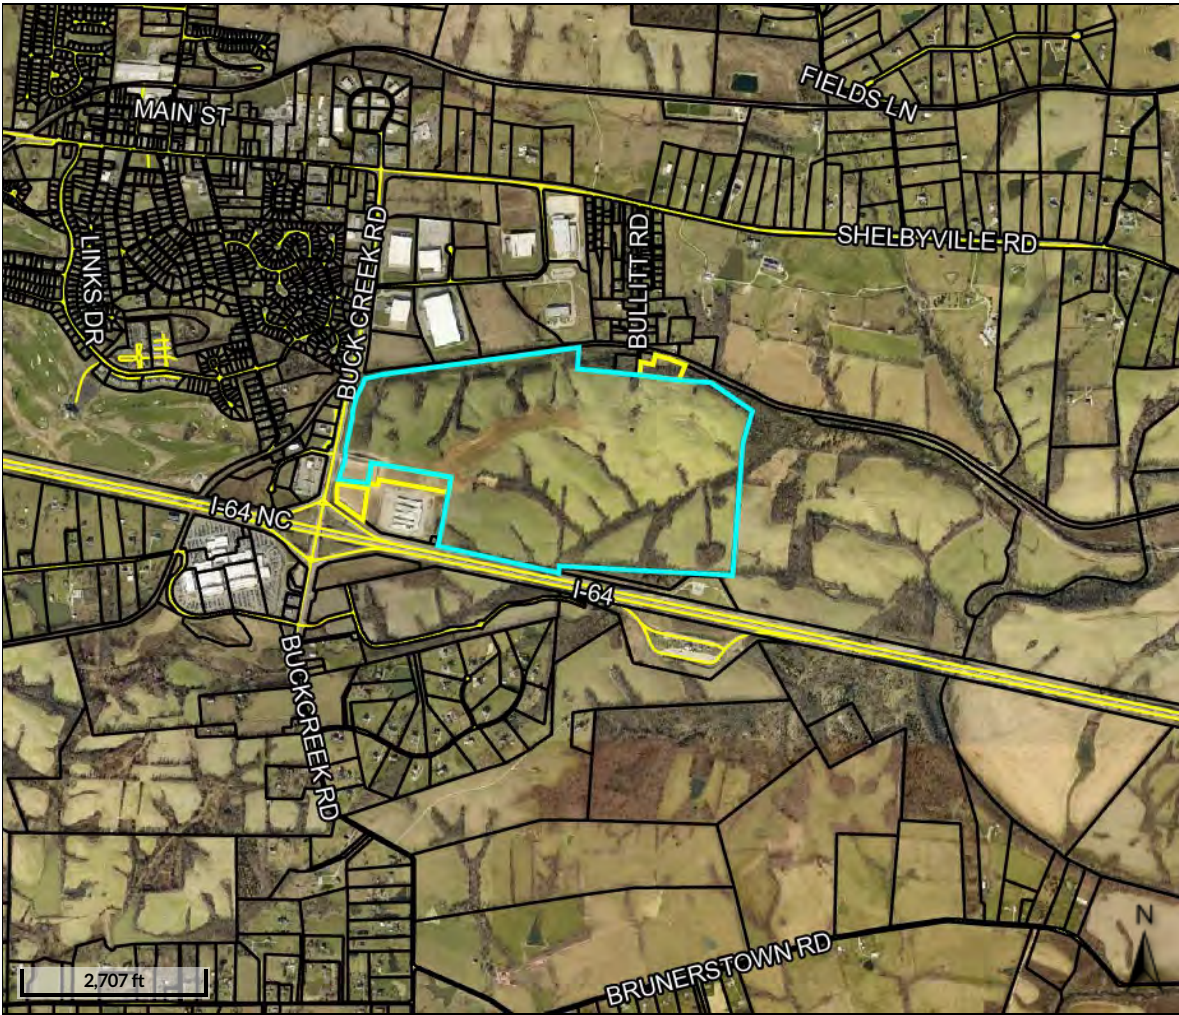 FIELDS LN
MAIN ST
SHELBYVILLE RD
BUCK CREEK RD
BULLITT RD
LINKS DR
I-64 NC
I-64
BUCKCREEK RD
N
BRUNERSTOWN RD
2,707 ft